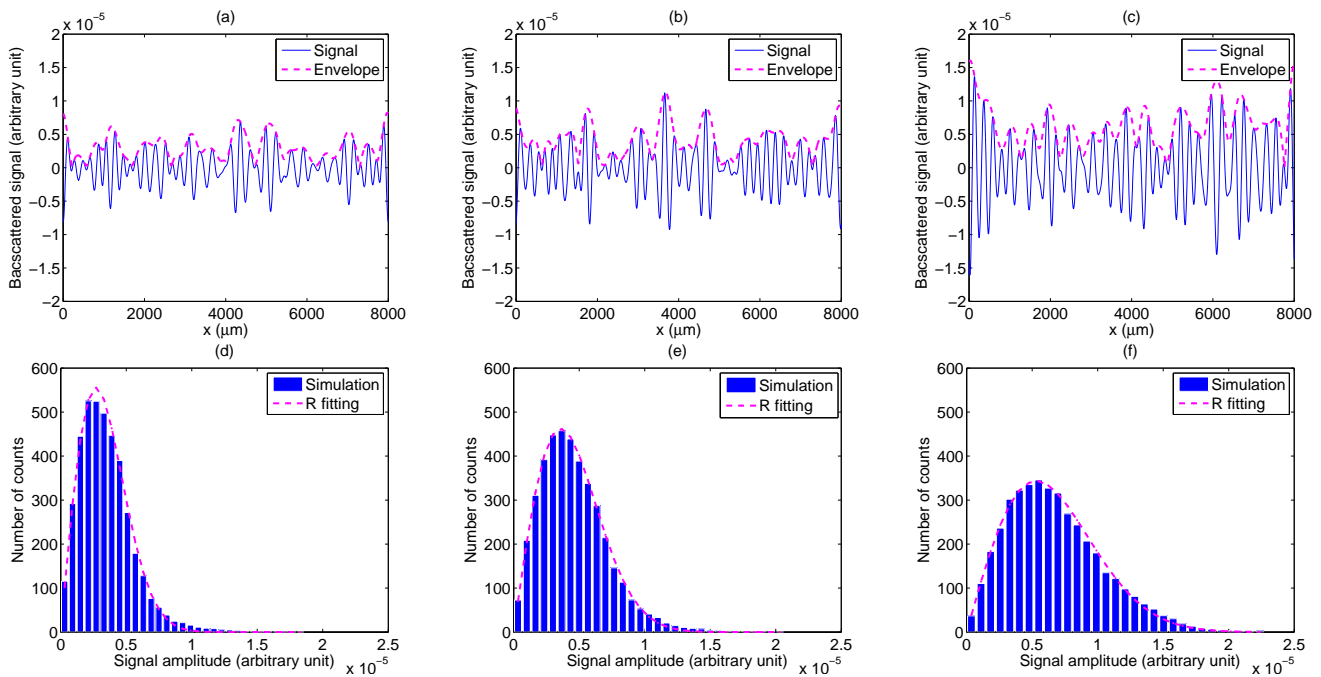 (a)
x 10⁻⁵
2
1.5
1
0.5
0
−0.5
−1
−1.5
−2
0 2000 4000 6000 8000
x (μm)
Bacscattered signal (arbitrary unit)
Signal
Envelope
(b)
x 10⁻⁵
2
1.5
1
0.5
0
−0.5
−1
−1.5
−2
0 2000 4000 6000 8000
x (μm)
Bacscattered signal (arbitrary unit)
Signal
Envelope
(c)
x 10⁻⁵
2
1.5
1
0.5
0
−0.5
−1
−1.5
−2
0 2000 4000 6000 8000
x (μm)
Bacscattered signal (arbitrary unit)
Signal
Envelope
(d)
600
500
400
300
200
100
0
0 0.5 1 1.5 2 2.5
Signal amplitude (arbitrary unit)
x 10⁻⁵
Number of counts
Simulation
R fitting
(e)
600
500
400
300
200
100
0
0 0.5 1 1.5 2 2.5
Signal amplitude (arbitrary unit)
x 10⁻⁵
Number of counts
Simulation
R fitting
(f)
600
500
400
300
200
100
0
0 0.5 1 1.5 2 2.5
Signal amplitude (arbitrary unit)
x 10⁻⁵
Number of counts
Simulation
R fitting